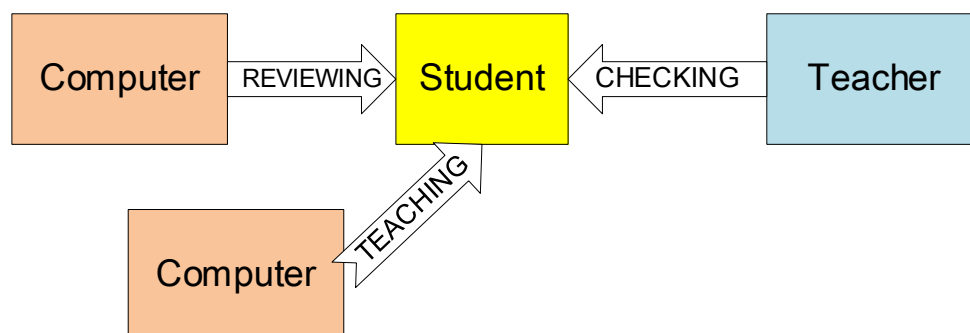 Computer
REVIEWING
Student
CHECKING
Teacher
TEACHING
Computer